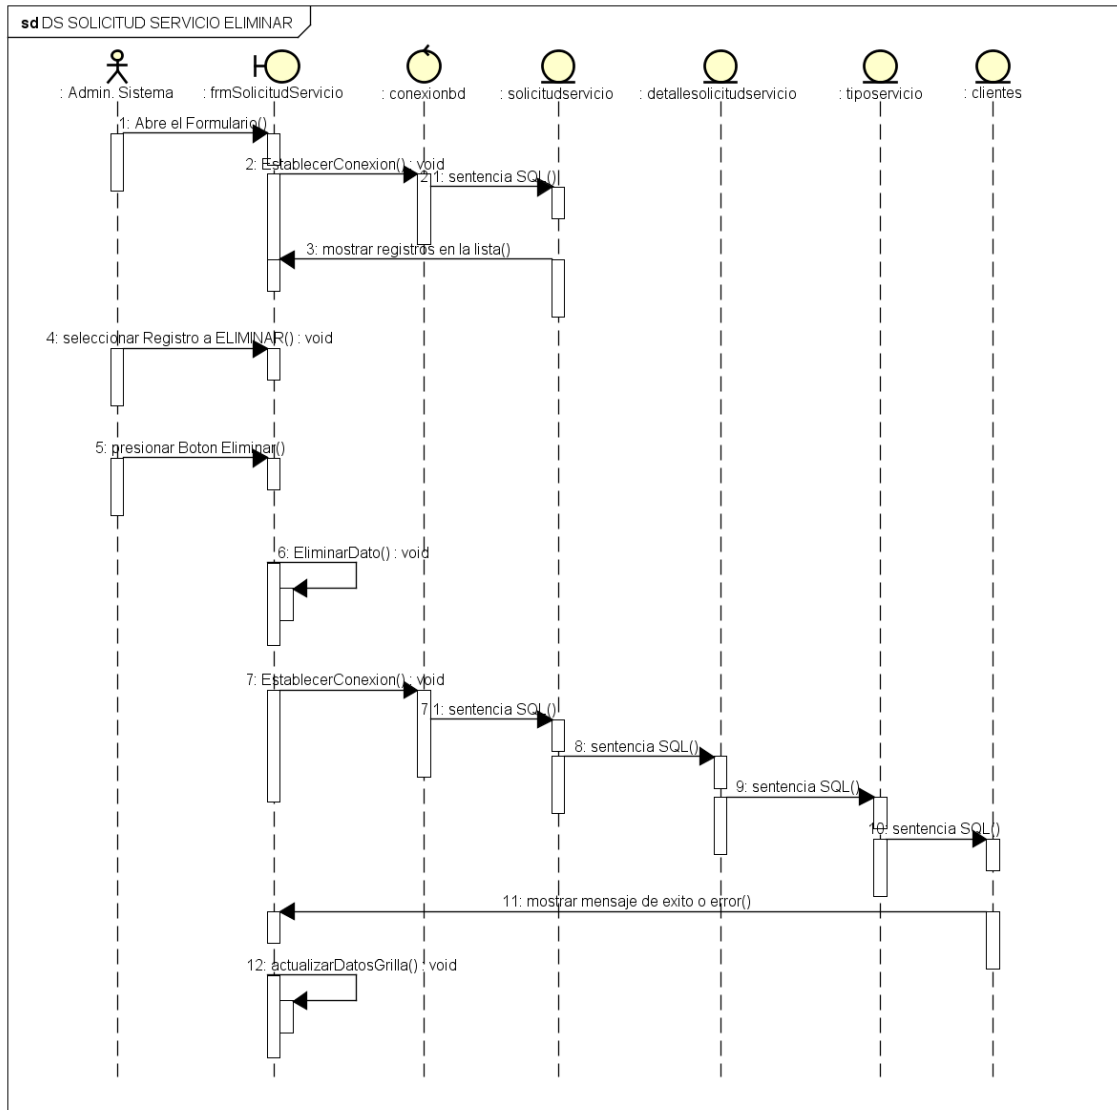 sd DS SOLICITUD SERVICIO ELIMINAR
: Admin. Sistema
: frmSolicitudServicio
: conexionbd
: solicitudservicio
: detallesolicitudservicio
: tiposervicio
: clientes
1: Abre el Formulario()
2: EstablecerConexion() : void
2.1: sentencia SQL()
3: mostrar registros en la lista()
4: seleccionar Registro a ELIMINAR() : void
5: presionar Boton Eliminar()
6: EliminarDato() : void
7: EstablecerConexion() : void
7.1: sentencia SQL()
8: sentencia SQL()
9: sentencia SQL()
10: sentencia SQL()
11: mostrar mensaje de exito o error()
12: actualizarDatosGrilla() : void